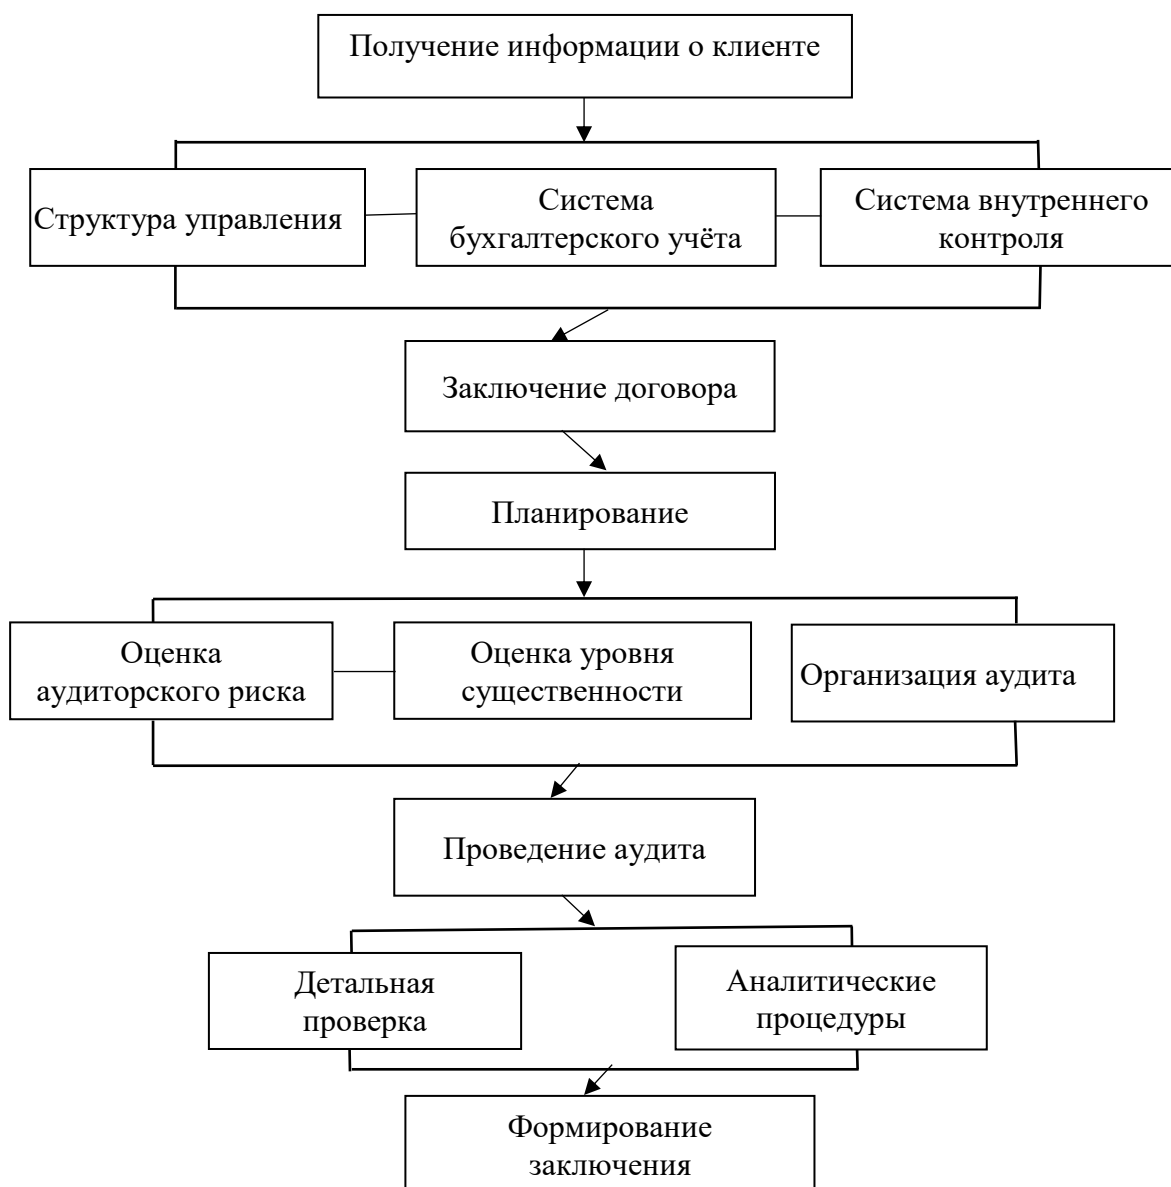 Получение информации о клиенте
Структура управления
Система
бухгалтерского учёта
Система внутреннего
контроля
Заключение договора
Планирование
Оценка
аудиторского риска
Оценка уровня
существенности
Организация аудита
Проведение аудита
Детальная
проверка
Аналитические
процедуры
Формирование
заключения